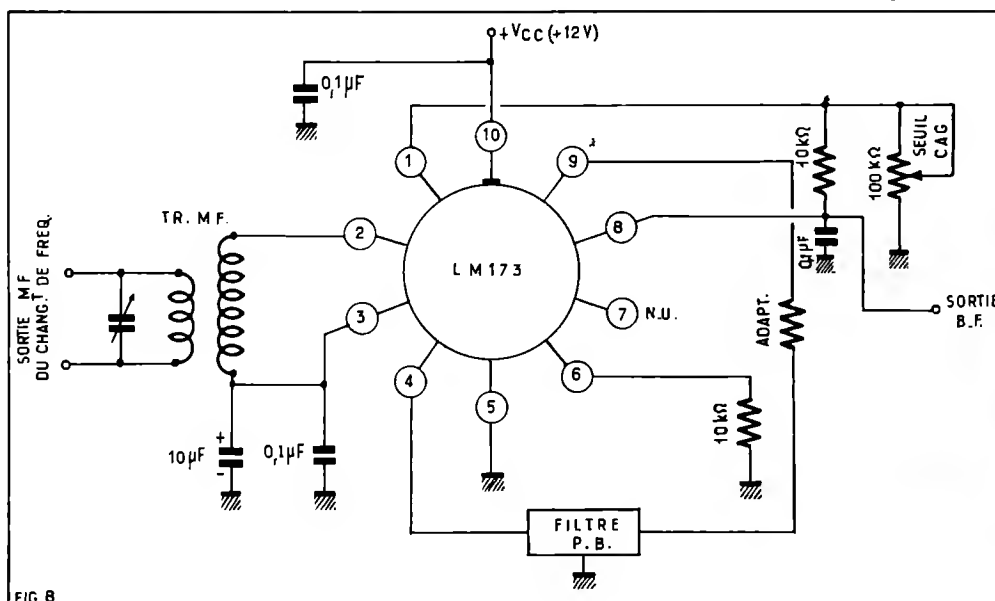 +VCC (+12V)
0,1µF
10
1
9
10kΩ
100kΩ
SEUIL
CAG
TR. M.F.
2
8
0,1µF
LM173
SORTIE M.F.
DU CHANGT DE FREQ.
3
7
N.U.
ADAPT.
SORTIE
B.F.
4
5
6
10kΩ
+
10µF
-
0,1µF
FILTRE
P.B.
FIG. 8